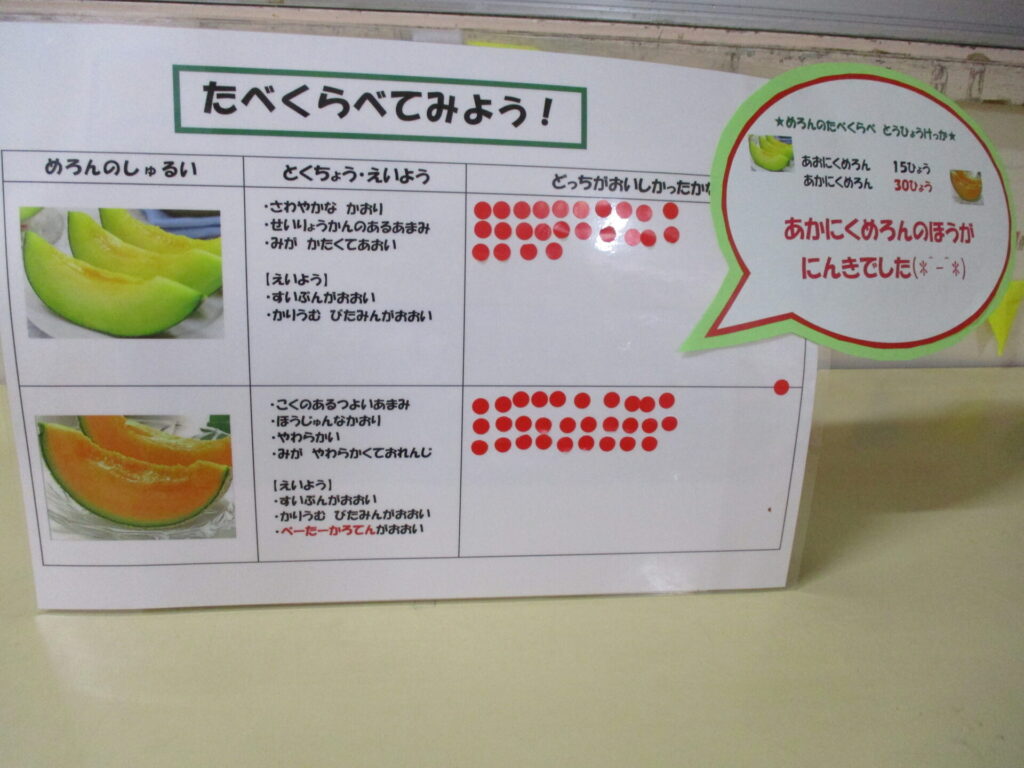 たべくらべてみよう！
めろんのしゅるい
とくちょう・えいよう
どっちがおいしかったか
・さわやかな かおり
・せいりょうかんのあるあまみ
・みが かたくてあおい
【えいよう】
・すいぶんがおおい
・かりうむ びたみんがおおい
・こくのあるつよいあまみ
・ほうじゅんなかおり
・やわらかい
・みが やわらかくておれんじ
【えいよう】
・すいぶんがおおい
・かりうむ びたみんがおおい
・べーたーかろてんがおおい
★めろんのたべくらべ とうひょうけっか★
あおにくめろん 15ひょう
あかにくめろん 30ひょう
あかにくめろんのほうが
にんきでした(*^-^*)